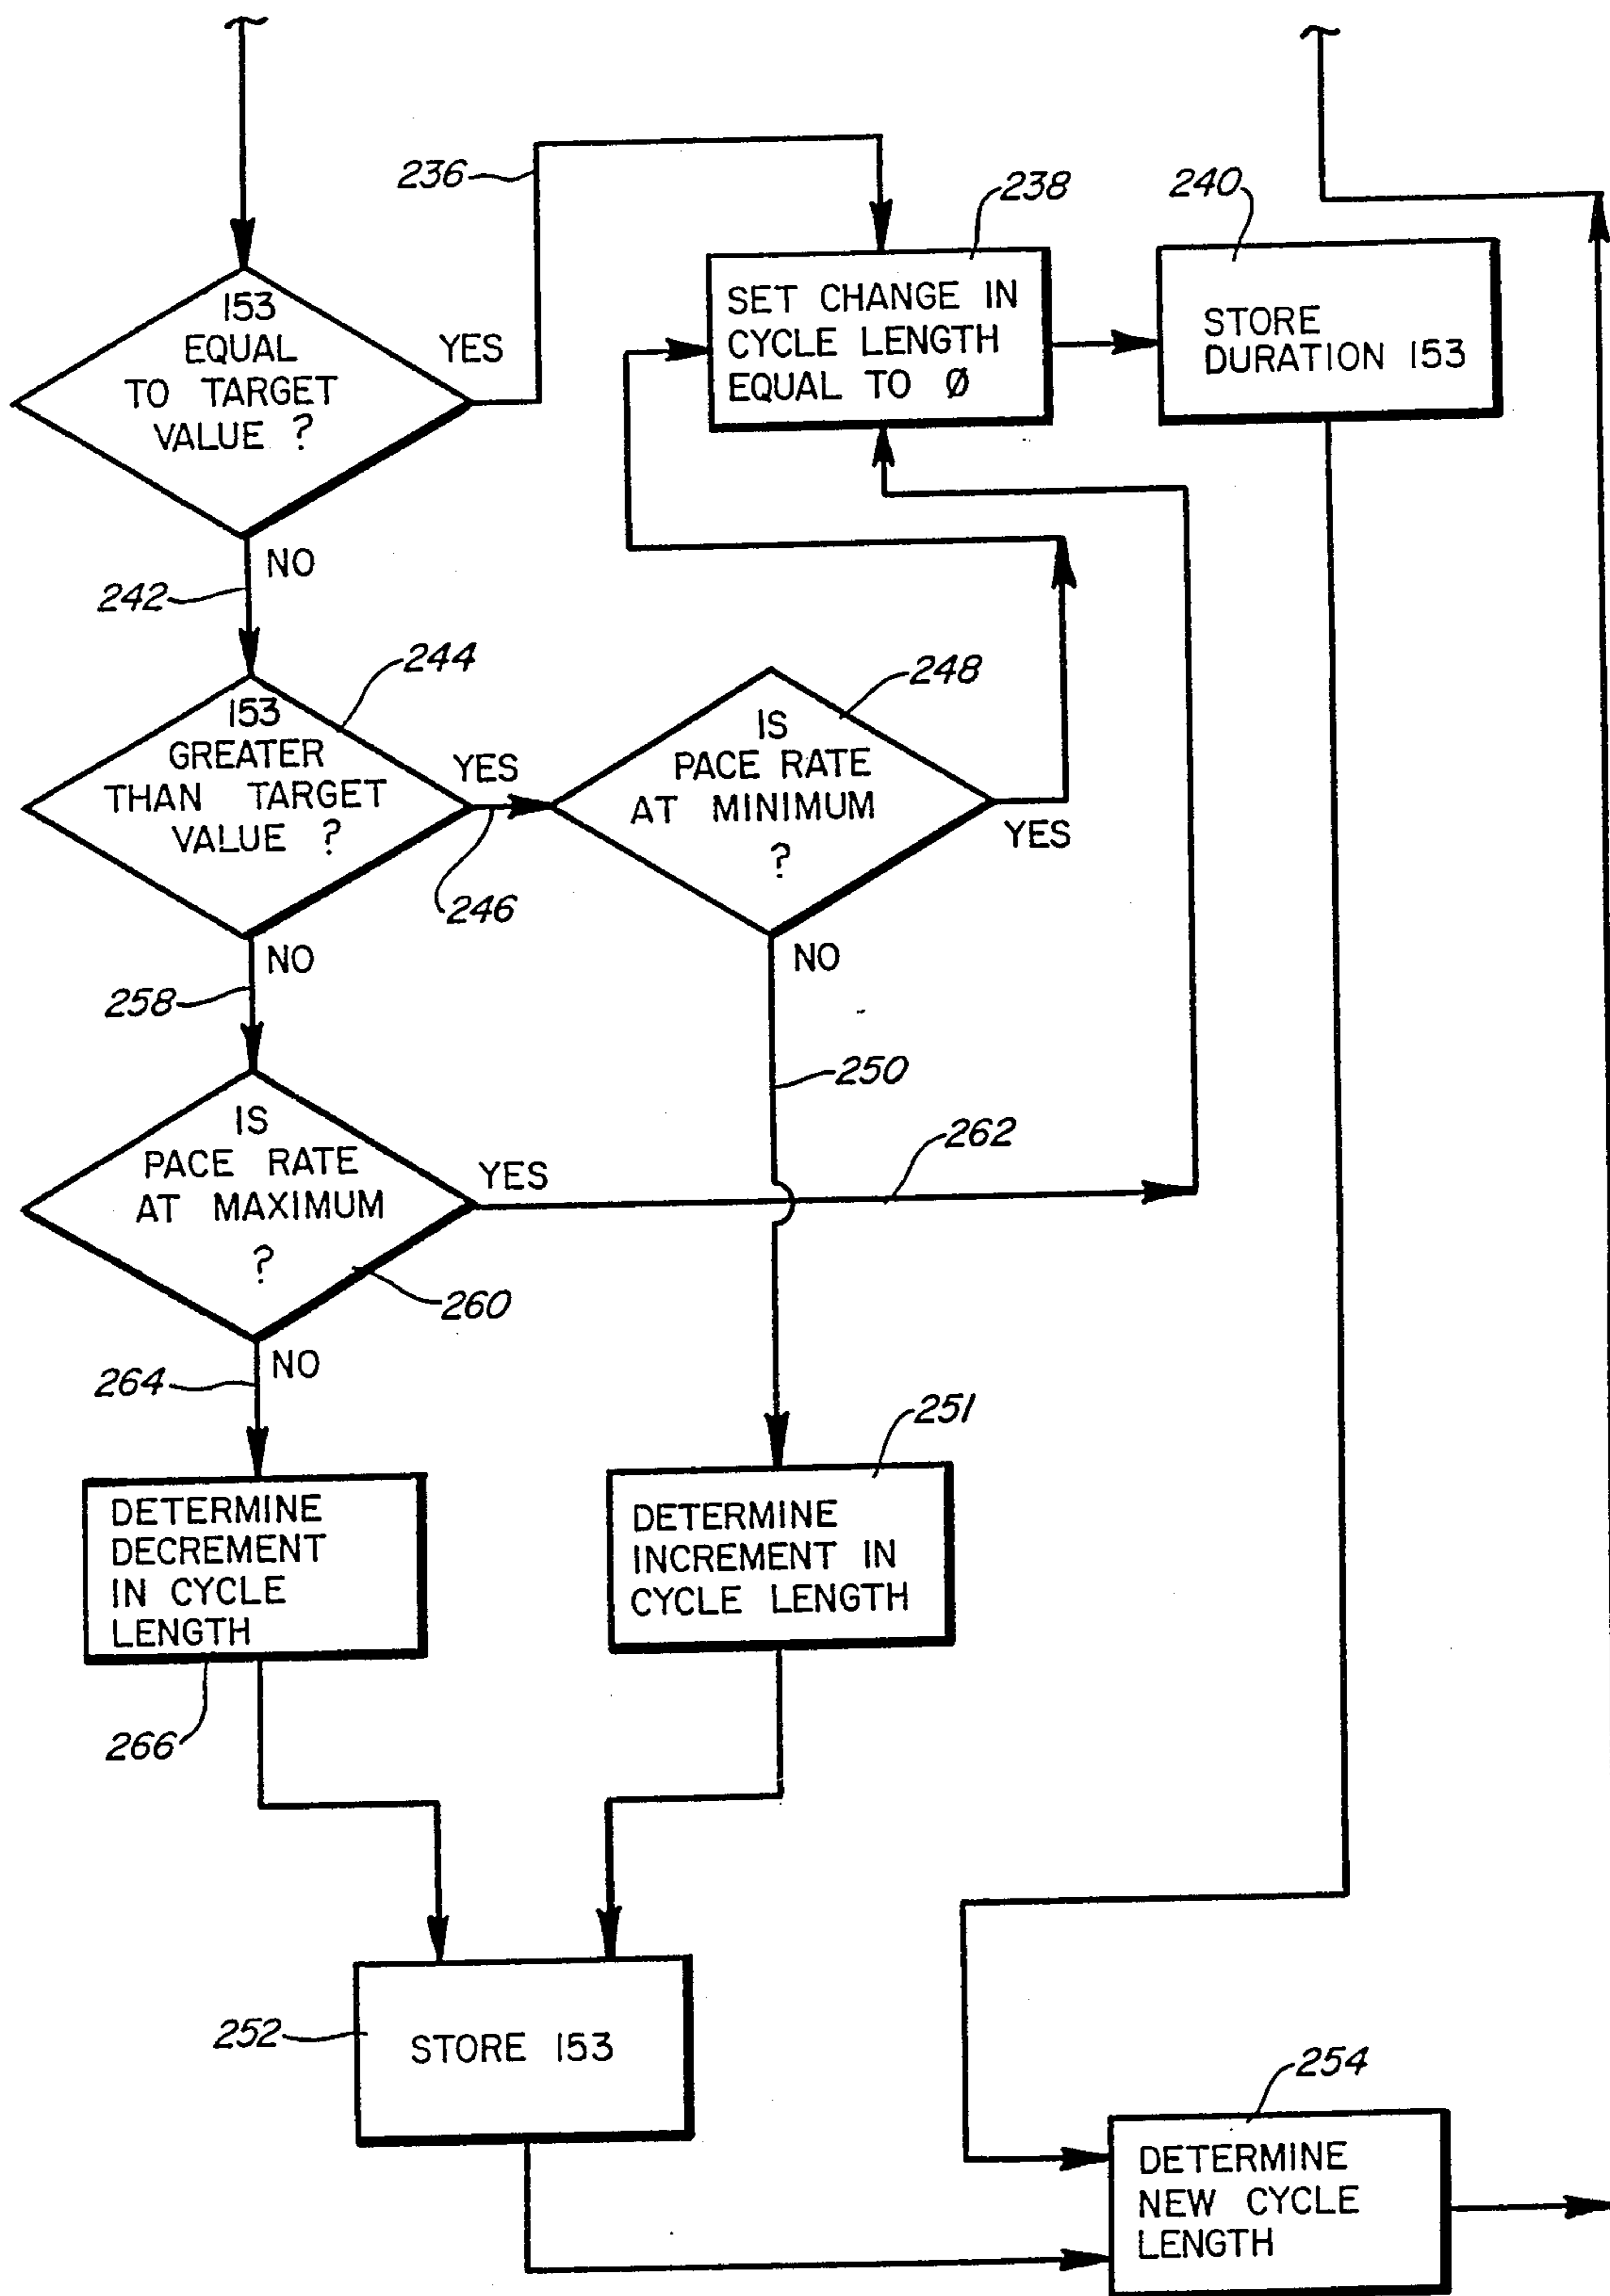 236
238
240
153
EQUAL
TO TARGET
VALUE ?
YES
SET CHANGE IN
CYCLE LENGTH
EQUAL TO Ø
STORE
DURATION 153
NO
242
244
153
GREATER
THAN TARGET
VALUE ?
YES
246
248
IS
PACE RATE
AT MINIMUM
?
YES
NO
258
NO
250
IS
PACE RATE
AT MAXIMUM
?
YES
262
260
264
NO
251
DETERMINE
DECREMENT
IN CYCLE
LENGTH
DETERMINE
INCREMENT IN
CYCLE LENGTH
266
252
STORE 153
254
DETERMINE
NEW CYCLE
LENGTH